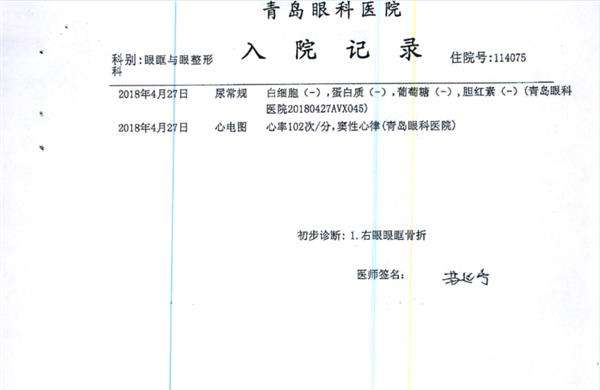 青岛眼科医院
入院记录
科别:眼眶与眼整形科 住院号:114075
2018年4月27日 尿常规 白细胞(-),蛋白质(-),葡萄糖(-),胆红素(-)(青岛眼科
医院20180427AVX045)
2018年4月27日 心电图 心率102次/分,窦性心律(青岛眼科医院)
初步诊断:1.右眼眼眶骨折
医师签名: